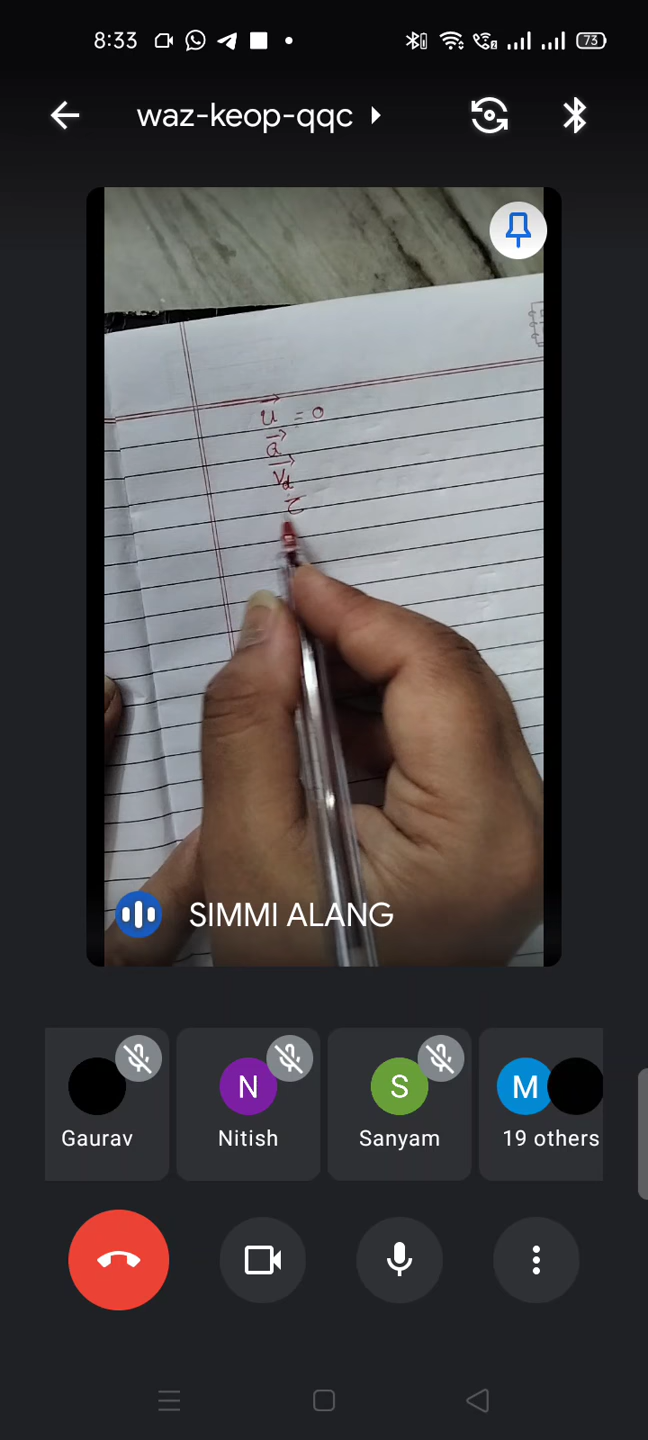 8:33 73
waz-keop-qqc
u⃗ = 0
a⃗
v⃗d
τ
SIMMI ALANG
N S M
Gaurav Nitish Sanyam 19 others